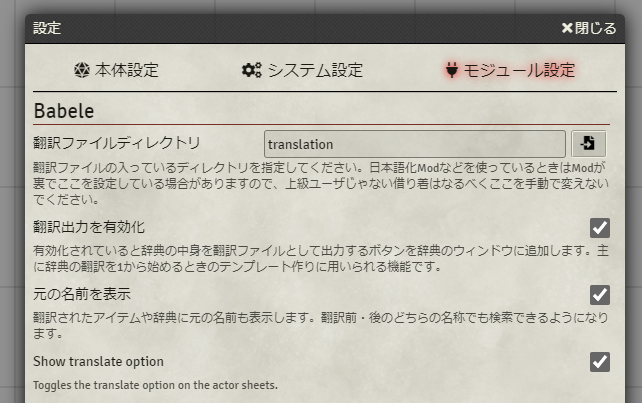 設定
閉じる
本体設定 システム設定 モジュール設定
Babele
翻訳ファイルディレクトリ translation
翻訳ファイルの入っているディレクトリを指定してください。日本語化Modなどを使っているときはModが
裏でここを設定している場合がありますので、上級ユーザじゃない借り着はなるべくここを手動で変えない
でください。
翻訳出力を有効化
有効化されていると辞典の中身を翻訳ファイルとして出力するボタンを辞典のウィンドウに追加します。主
に辞典の翻訳を1から始めるときのテンプレート作りに用いられる機能です。
元の名前を表示
翻訳されたアイテムや辞典に元の名前も表示します。翻訳前・後のどちらの名称でも検索できるようになり
ます。
Show translate option
Toggles the translate option on the actor sheets.